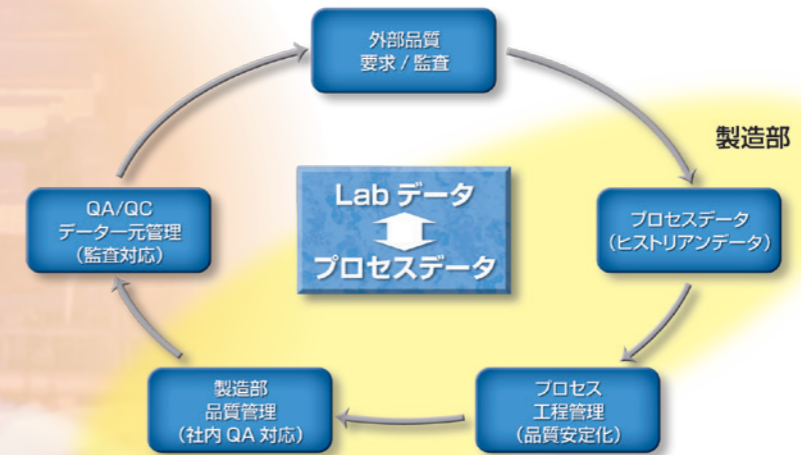 外部品質
要求 / 監査
製造部
Lab データ
プロセスデータ
QA/QC
データ一元管理
（監査対応）
プロセスデータ
（ヒストリアンデータ）
製造部
品質管理
（社内 QA 対応）
プロセス
工程管理
（品質安定化）